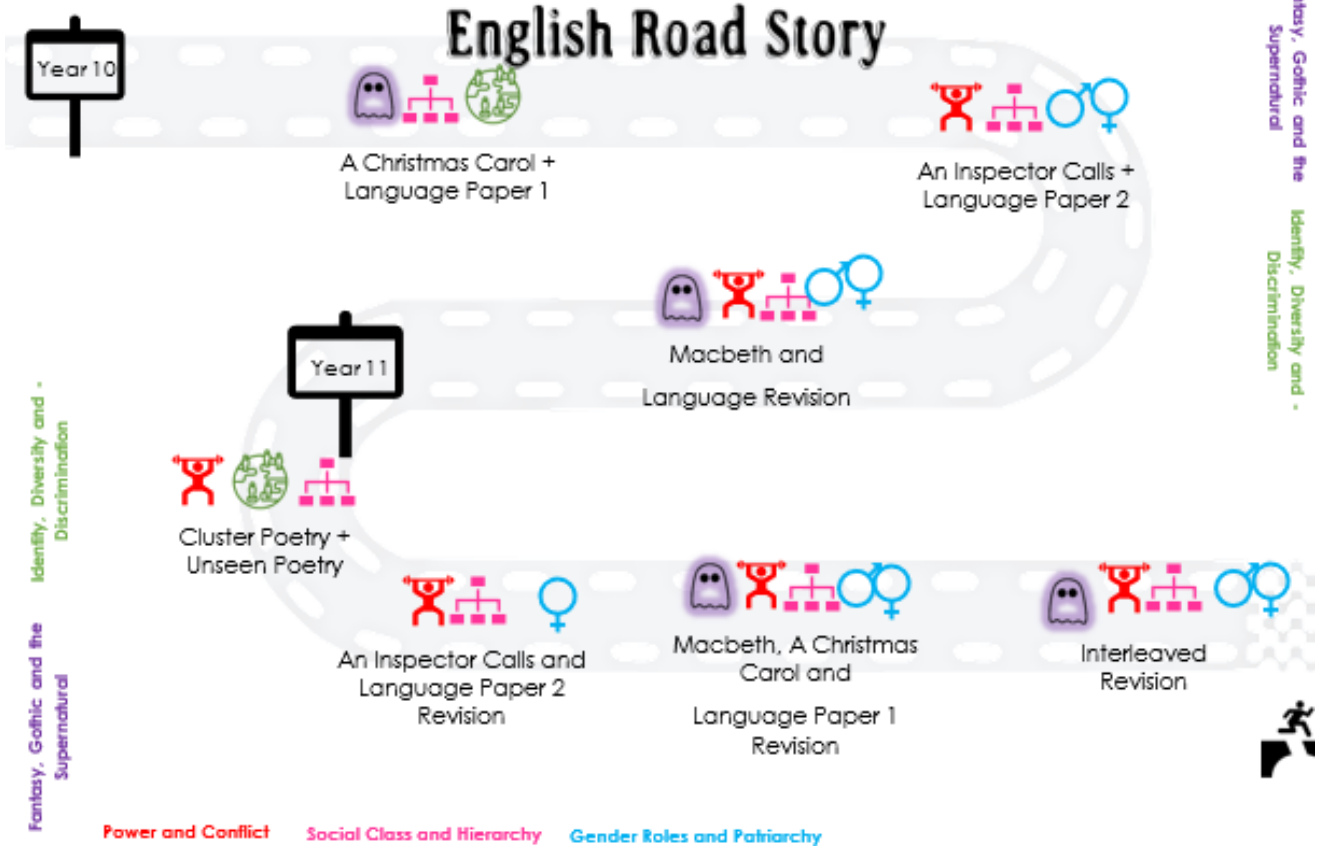 English Road Story
Year 10
A Christmas Carol +
Language Paper 1
An Inspector Calls +
Language Paper 2
Macbeth and
Language Revision
Year 11
Cluster Poetry +
Unseen Poetry
An Inspector Calls and
Language Paper 2
Revision
Macbeth, A Christmas
Carol and
Language Paper 1
Revision
Interleaved
Revision
Gothic and the
Supernatural
Identity, Diversity and -
Discrimination
Identity, Diversity and -
Discrimination
Fantasy, Gothic and the
Supernatural
Power and Conflict
Social Class and Hierarchy
Gender Roles and Patriarchy